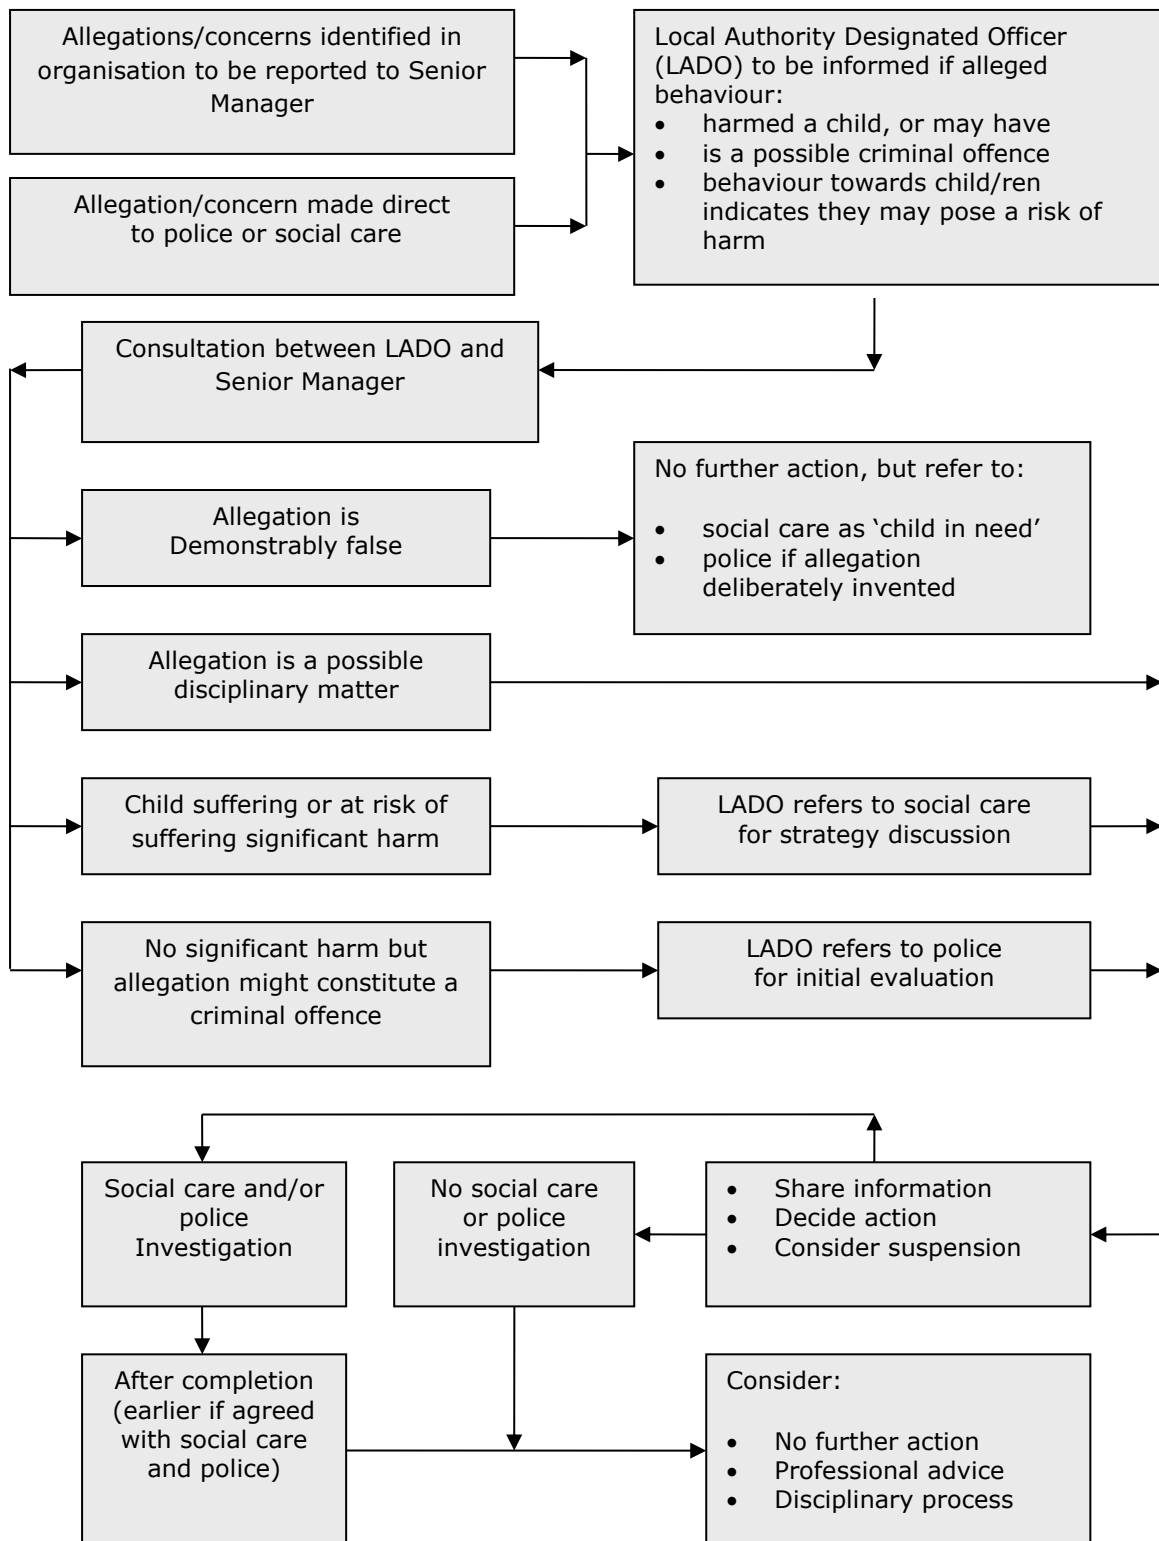 Allegations/concerns identified in
organisation to be reported to Senior
Manager
Allegation/concern made direct
to police or social care
Local Authority Designated Officer
(LADO) to be informed if alleged
behaviour:
• harmed a child, or may have
• is a possible criminal offence
• behaviour towards child/ren
indicates they may pose a risk of
harm
Consultation between LADO and
Senior Manager
Allegation is
Demonstrably false
No further action, but refer to:
• social care as ‘child in need’
• police if allegation
deliberately invented
Allegation is a possible
disciplinary matter
Child suffering or at risk of
suffering significant harm
LADO refers to social care
for strategy discussion
No significant harm but
allegation might constitute a
criminal offence
LADO refers to police
for initial evaluation
Social care and/or
police
Investigation
No social care
or police
investigation
• Share information
• Decide action
• Consider suspension
After completion
(earlier if agreed
with social care
and police)
Consider:
• No further action
• Professional advice
• Disciplinary process